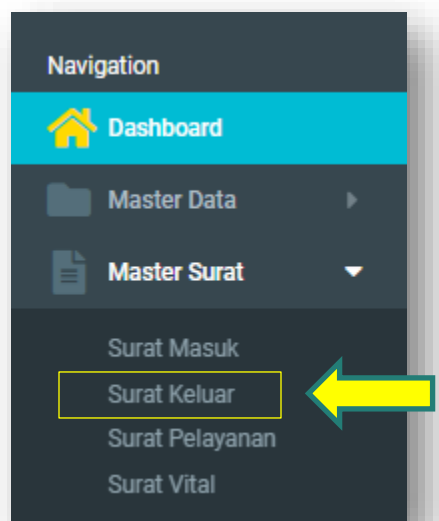 Navigation
Dashboard
Master Data
Master Surat
Surat Masuk
Surat Keluar
Surat Pelayanan
Surat Vital